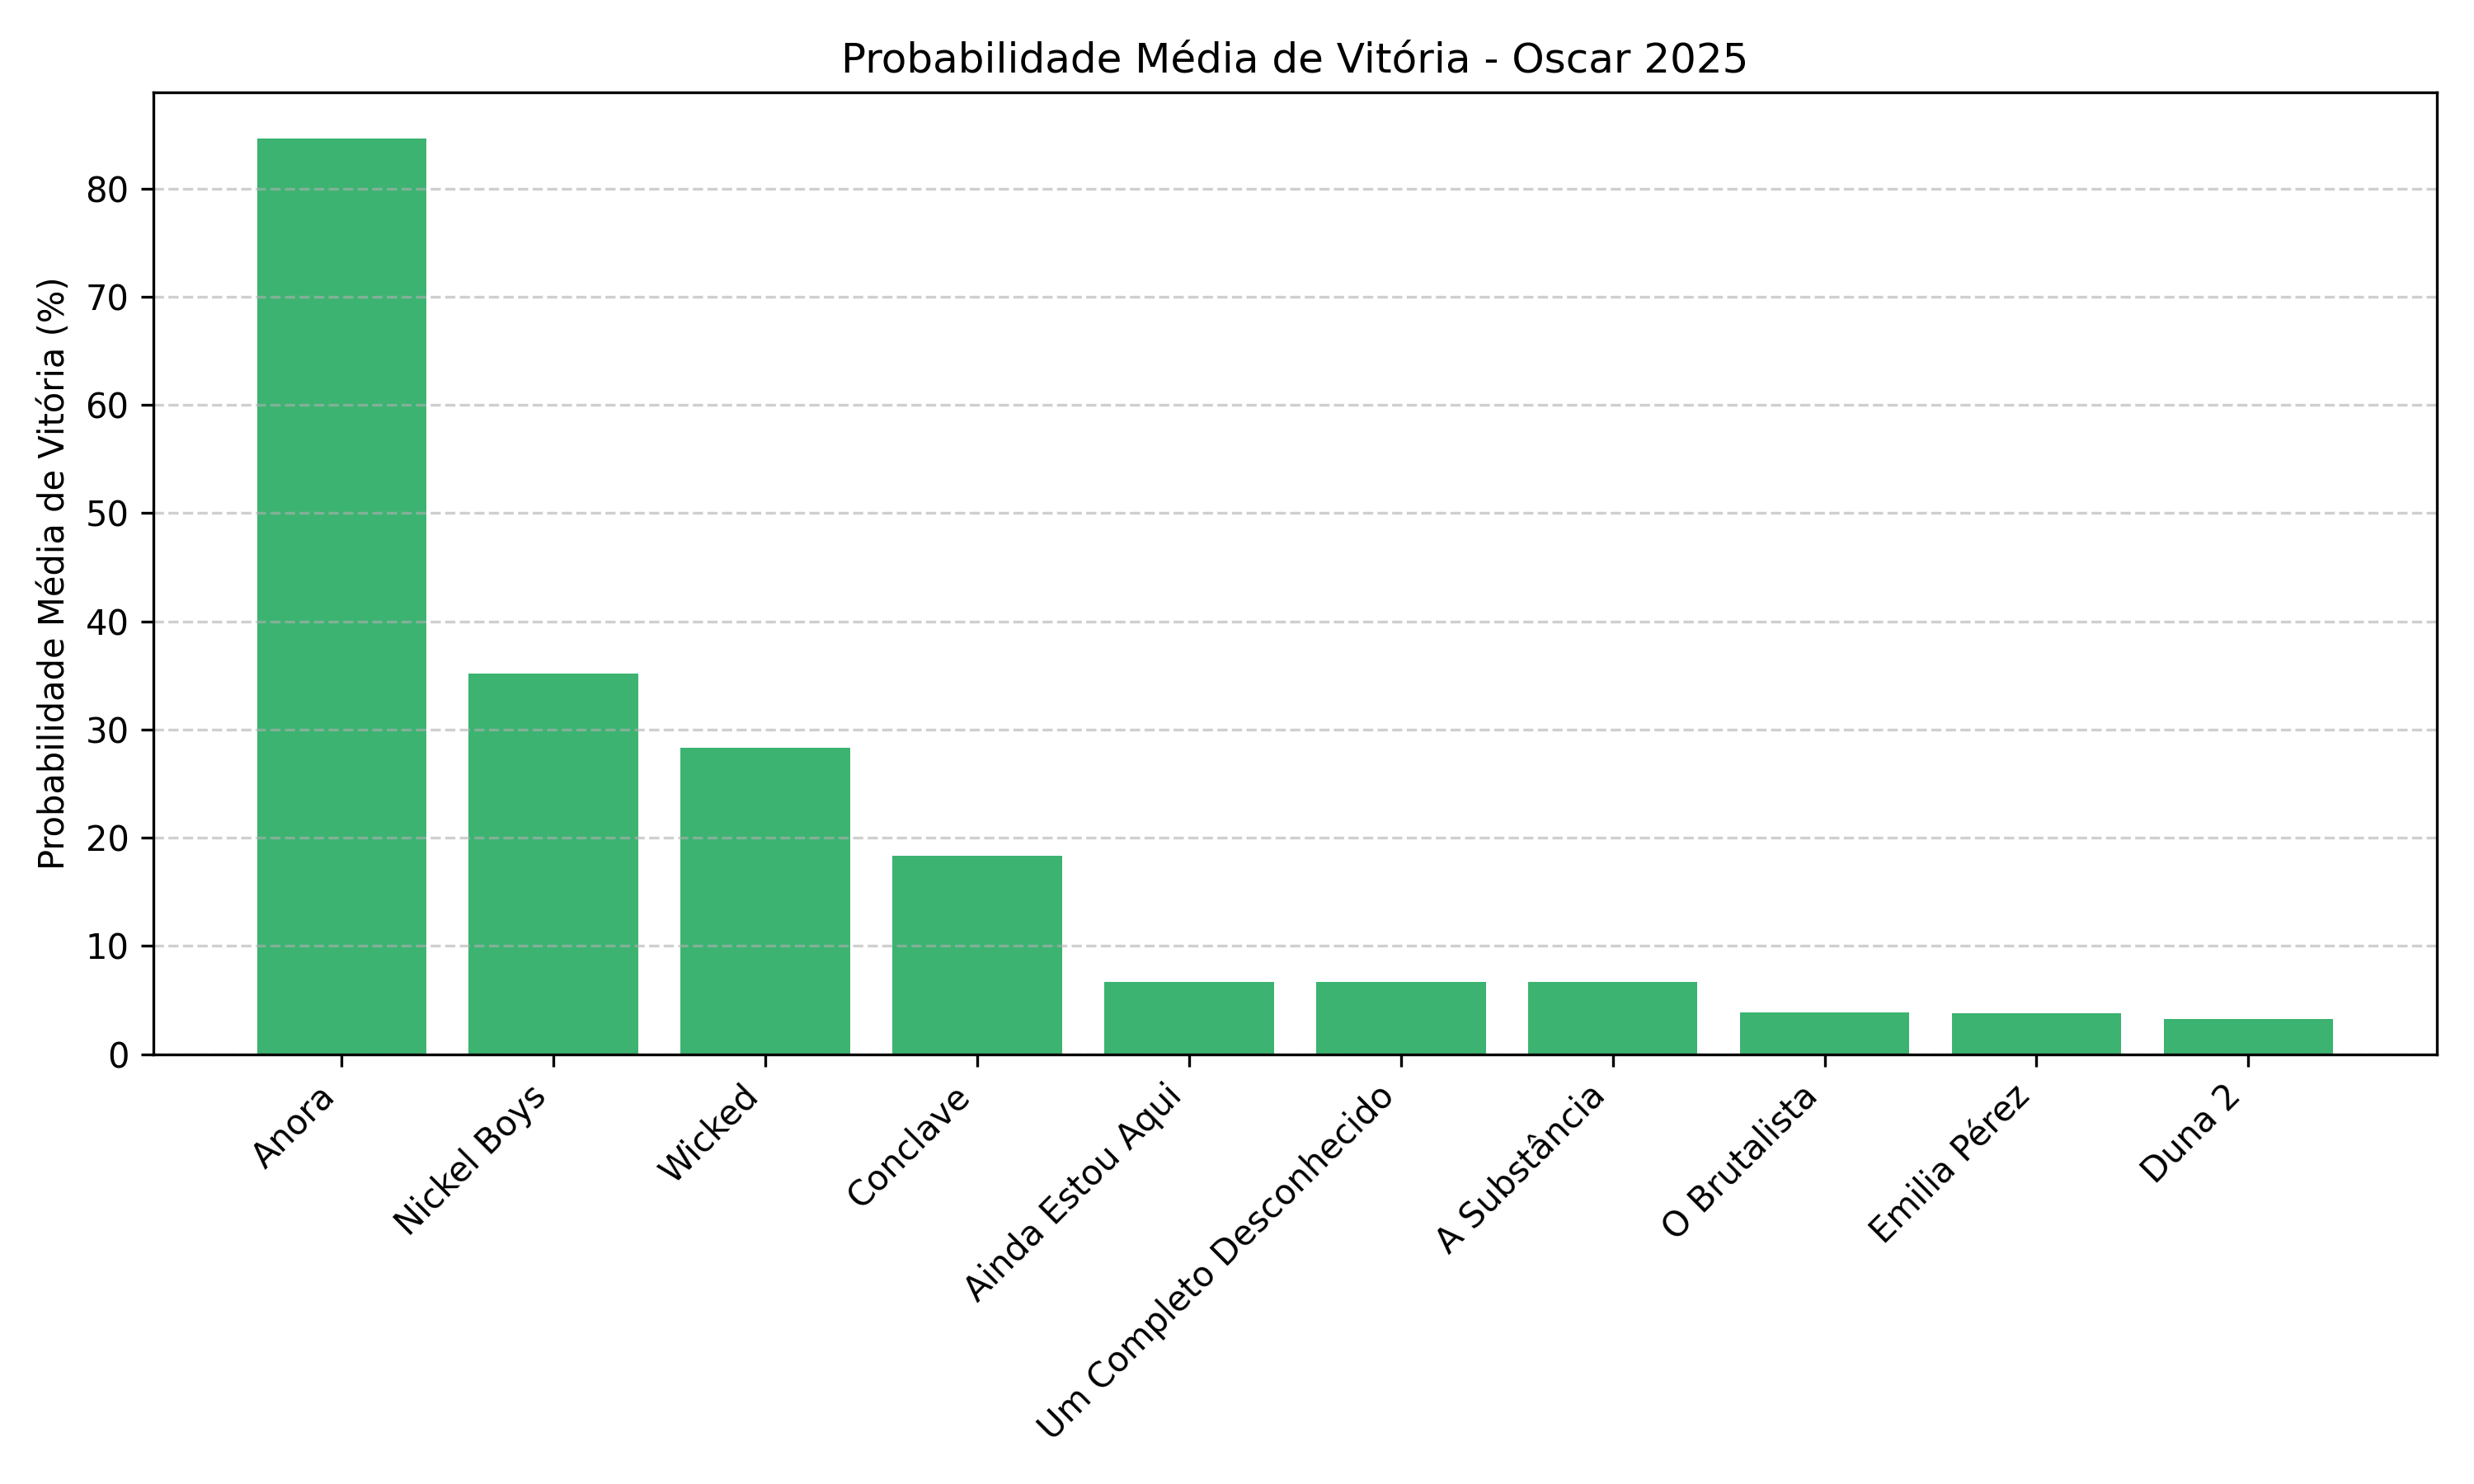 Probabilidade Média de Vitória - Oscar 2025
Probabilidade Média de Vitória (%)
80
70
60
50
40
30
20
10
0
Anora
Nickel Boys
Wicked
Conclave
Ainda Estou Aqui
Um Completo Desconhecido
A Substância
O Brutalista
Emilia Pérez
Duna 2